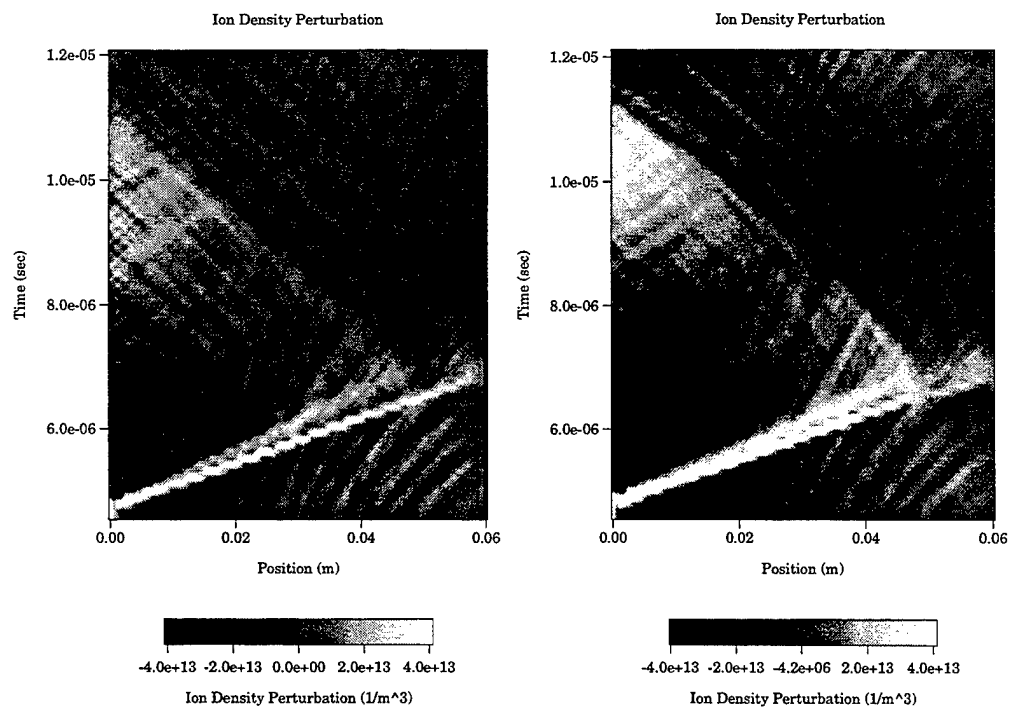 Ion Density Perturbation
Ion Density Perturbation
1.2e-05
1.0e-05
8.0e-06
6.0e-06
Time (sec)
0.00 0.02 0.04 0.06
Position (m)
1.2e-05
1.0e-05
8.0e-06
6.0e-06
Time (sec)
0.00 0.02 0.04 0.06
Position (m)
-4.0e+13 -2.0e+13 0.0e+00 2.0e+13 4.0e+13
Ion Density Perturbation (1/m^3)
-4.0e+13 -2.0e+13 -4.2e+06 2.0e+13 4.0e+13
Ion Density Perturbation (1/m^3)